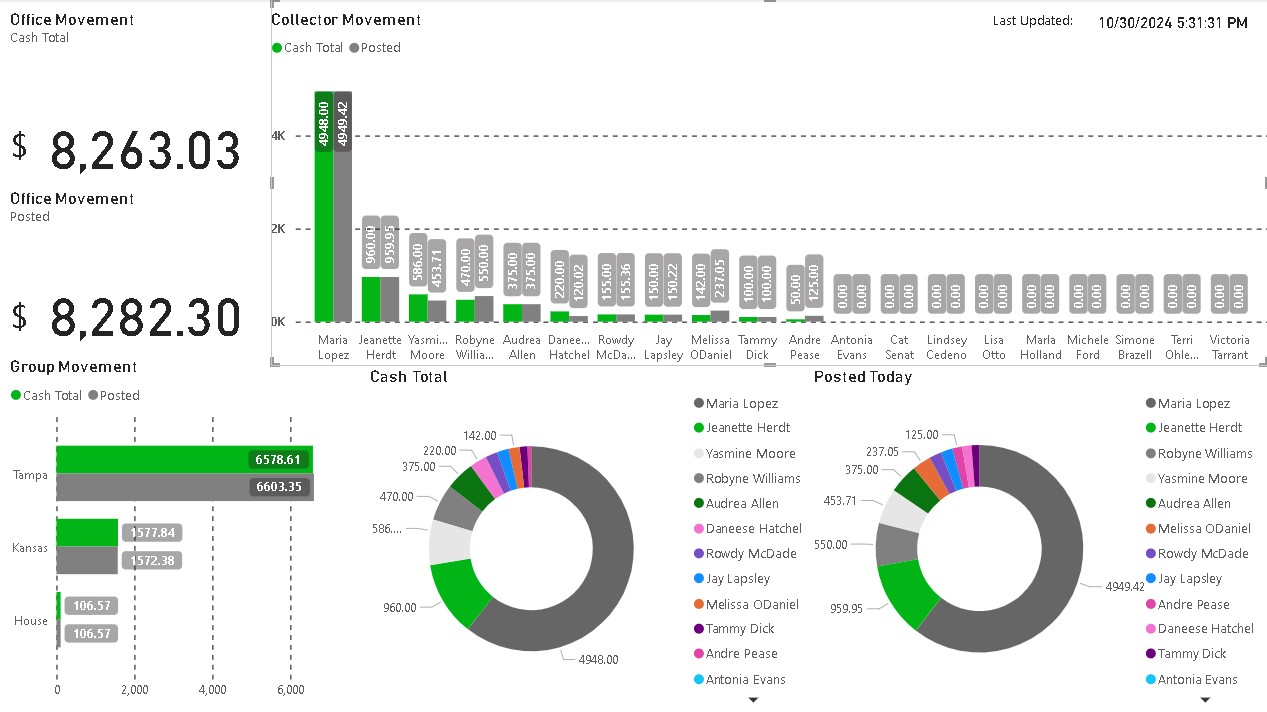 Office Movement
Cash Total
$ 8,263.03
Office Movement
Posted
$ 8,282.30
Collector Movement
Last Updated: 10/30/2024 5:31:31 PM
Cash Total Posted
4K
2K
0K
4948.00 4949.42 960.00 959.95 586.00 453.71 470.00 550.00 375.00 375.00 220.00 120.02 155.00 155.36 150.00 150.22 142.00 237.05 100.00 100.00 50.00 125.00 0.00 0.00 0.00 0.00 0.00 0.00 0.00 0.00 0.00 0.00 0.00 0.00 0.00 0.00 0.00 0.00 0.00 0.00
Maria Jeanette Yasmi... Robyne Audrea Danee... Rowdy Jay Melissa Tammy Andre Antonia Cat Lindsey Lisa Marla Michele Simone Terri Victoria
Lopez Herdt Moore Willia... Allen Hatchel McDa... Lapsley ODaniel Dick Pease Evans Senat Cedeno Otto Holland Ford Brazell Ohle... Tarrant
Group Movement
Cash Total Posted
Tampa
6578.61
6603.35
Kansas
1577.84
1572.38
House
106.57
106.57
0 2,000 4,000 6,000
Cash Total
142.00
220.00
375.00
470.00
586....
960.00
4948.00
Maria Lopez
Jeanette Herdt
Yasmine Moore
Robyne Williams
Audrea Allen
Daneese Hatchel
Rowdy McDade
Jay Lapsley
Melissa ODaniel
Tammy Dick
Andre Pease
Antonia Evans
Posted Today
125.00
237.05
375.00
453.71
550.00
959.95
4949.42
Maria Lopez
Jeanette Herdt
Robyne Williams
Yasmine Moore
Audrea Allen
Melissa ODaniel
Rowdy McDade
Jay Lapsley
Andre Pease
Daneese Hatchel
Tammy Dick
Antonia Evans